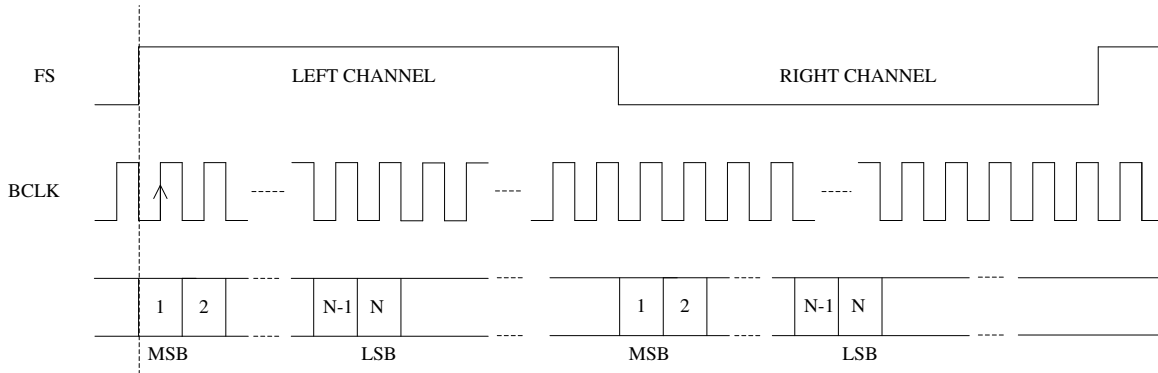 FS LEFT CHANNEL RIGHT CHANNEL
BCLK
1 2 N-1 N 1 2 N-1 N
MSB LSB MSB LSB